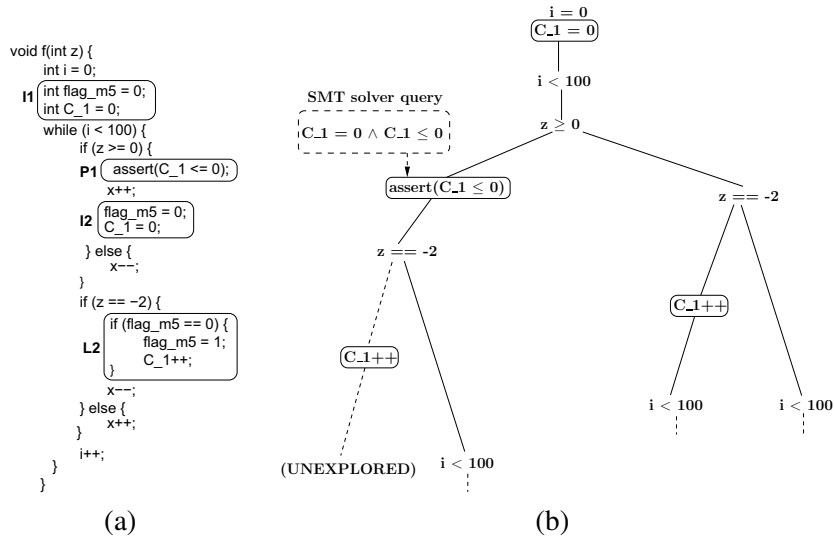 void f(int z) {
int i = 0;
I1 int flag_m5 = 0;
int C_1 = 0;
while (i < 100) {
if (z >= 0) {
P1 assert(C_1 <= 0);
x++;
I2 flag_m5 = 0;
C_1 = 0;
} else {
x−−;
}
if (z == −2) {
if (flag_m5 == 0) {
flag_m5 = 1;
L2
C_1++;
}
x−−;
} else {
x++;
}
i++;
}
}
(a)
i = 0
C_1 = 0
i < 100
SMT solver query
C_1 = 0 ∧ C_1 ≤ 0
z ≥ 0
assert(C_1 ≤ 0)
z == -2
z == -2
C_1++
C_1++
i < 100
i < 100
(UNEXPLORED)
i < 100
(b)